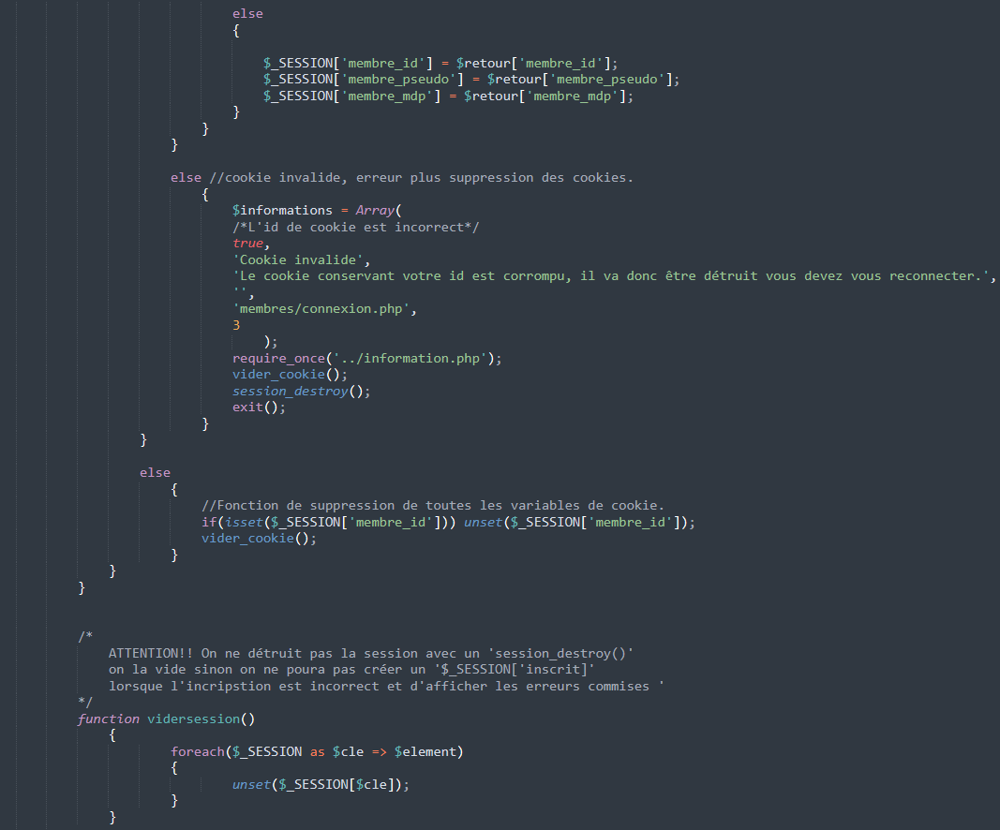 else
{
$_SESSION['membre_id'] = $retour['membre_id'];
$_SESSION['membre_pseudo'] = $retour['membre_pseudo'];
$_SESSION['membre_mdp'] = $retour['membre_mdp'];
}
}
}
else //cookie invalide, erreur plus suppression des cookies.
{
$informations = Array(
/*L'id de cookie est incorrect*/
true,
'Cookie invalide',
'Le cookie conservant votre id est corrompu, il va donc être détruit vous devez vous reconnecter.',
'',
'membres/connexion.php',
3
);
require_once('../information.php');
vider_cookie();
session_destroy();
exit();
}
}
else
{
//Fonction de suppression de toutes les variables de cookie.
if(isset($_SESSION['membre_id'])) unset($_SESSION['membre_id']);
vider_cookie();
}
}
}
/*
ATTENTION!! On ne détruit pas la session avec un 'session_destroy()'
on la vide sinon on ne poura pas créer un '$_SESSION['inscrit]'
lorsque l'incripstion est incorrect et d'afficher les erreurs commises '
*/
function vidersession()
{
foreach($_SESSION as $cle => $element)
{
unset($_SESSION[$cle]);
}
}